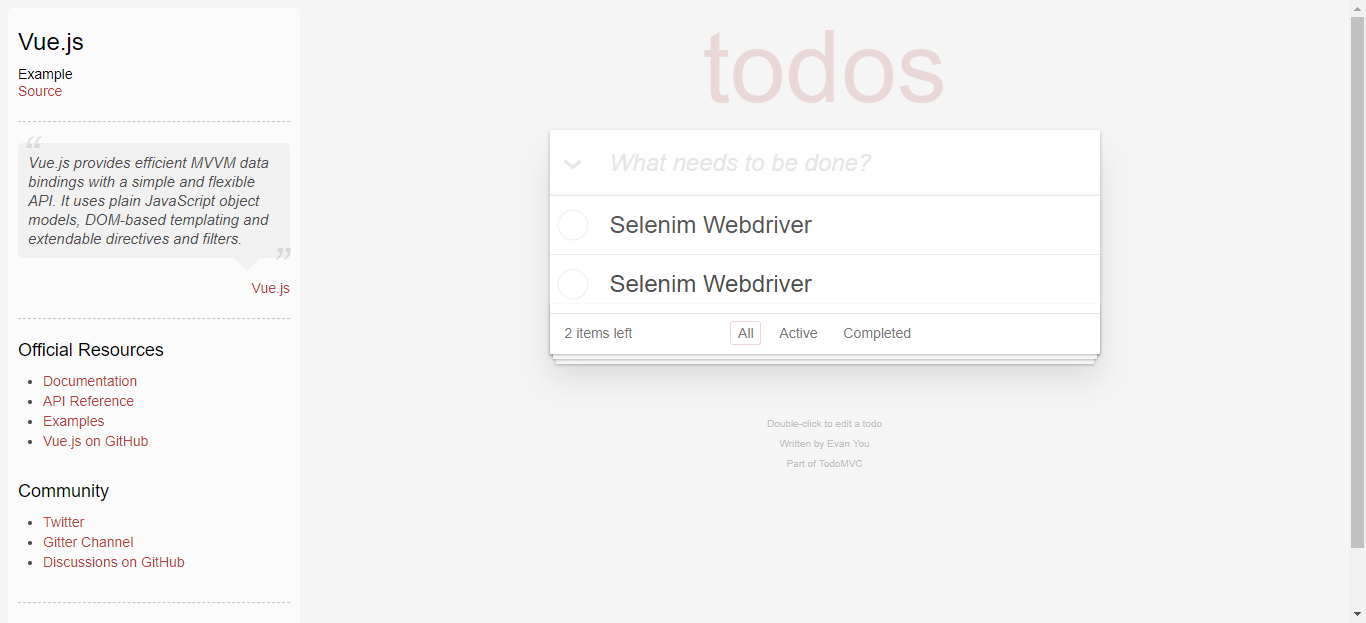 Vue.js
Example
Source
“
Vue.js provides efficient MVVM data
bindings with a simple and flexible
API. It uses plain JavaScript object
models, DOM-based templating and
extendable directives and filters.
”
Vue.js
Official Resources
• Documentation
• API Reference
• Examples
• Vue.js on GitHub
Community
• Twitter
• Gitter Channel
• Discussions on GitHub
todos
What needs to be done?
Selenim Webdriver
Selenim Webdriver
2 items left All Active Completed
Double-click to edit a todo
Written by Evan You
Part of TodoMVC